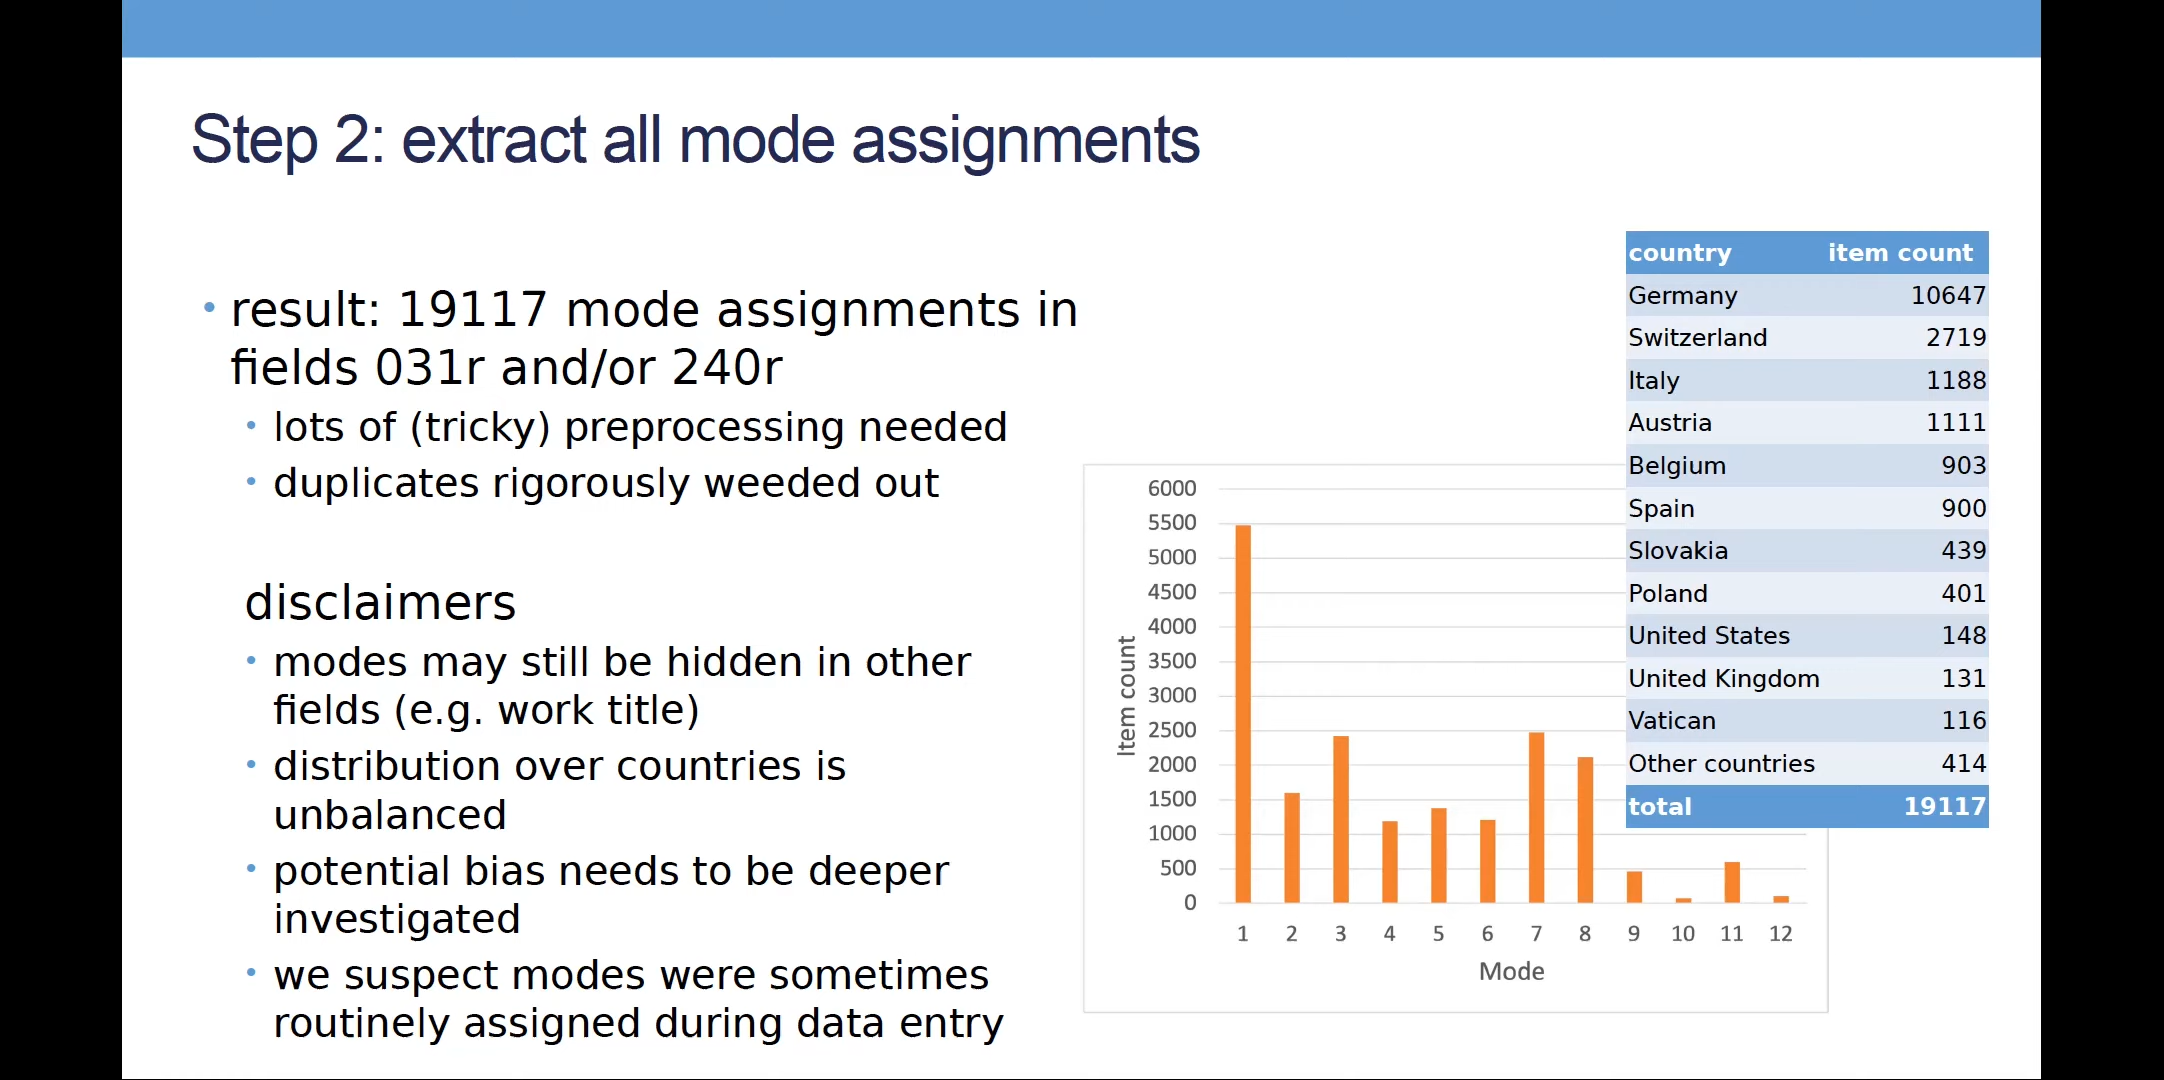 Step 2: extract all mode assignments
• result: 19117 mode assignments in
fields 031r and/or 240r
• lots of (tricky) preprocessing needed
• duplicates rigorously weeded out
disclaimers
• modes may still be hidden in other
fields (e.g. work title)
• distribution over countries is
unbalanced
• potential bias needs to be deeper
investigated
• we suspect modes were sometimes
routinely assigned during data entry
country item count
Germany 10647
Switzerland 2719
Italy 1188
Austria 1111
Belgium 903
Spain 900
Slovakia 439
Poland 401
United States 148
United Kingdom 131
Vatican 116
Other countries 414
total 19117
Item count
6000
5500
5000
4500
4000
3500
3000
2500
2000
1500
1000
500
0
1 2 3 4 5 6 7 8 9 10 11 12
Mode